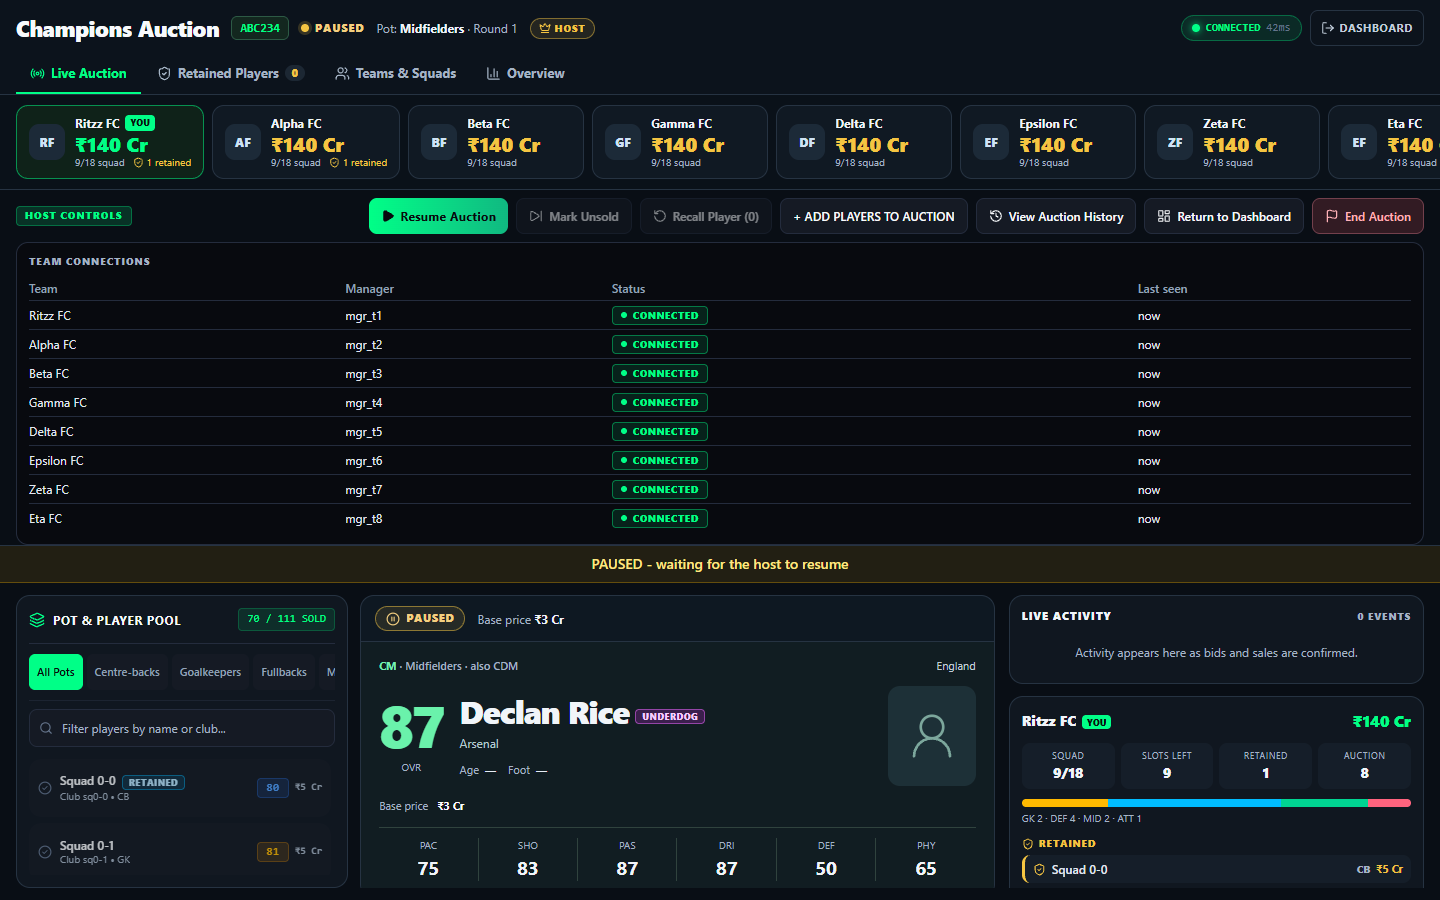 Champions Auction ABC234 PAUSED Pot: Midfielders · Round 1 HOST CONNECTED 42ms DASHBOARD
Live Auction Retained Players 0 Teams & Squads Overview
RF Ritzz FC YOU ₹140 Cr 9/18 squad 1 retained
AF Alpha FC ₹140 Cr 9/18 squad 1 retained
BF Beta FC ₹140 Cr 9/18 squad
GF Gamma FC ₹140 Cr 9/18 squad
DF Delta FC ₹140 Cr 9/18 squad
EF Epsilon FC ₹140 Cr 9/18 squad
ZF Zeta FC ₹140 Cr 9/18 squad
EF Eta FC ₹140 9/18 squad
HOST CONTROLS Resume Auction Mark Unsold Recall Player (0) + ADD PLAYERS TO AUCTION View Auction History Return to Dashboard End Auction
TEAM CONNECTIONS
Team Manager Status Last seen
Ritzz FC mgr_t1 CONNECTED now
Alpha FC mgr_t2 CONNECTED now
Beta FC mgr_t3 CONNECTED now
Gamma FC mgr_t4 CONNECTED now
Delta FC mgr_t5 CONNECTED now
Epsilon FC mgr_t6 CONNECTED now
Zeta FC mgr_t7 CONNECTED now
Eta FC mgr_t8 CONNECTED now
PAUSED - waiting for the host to resume
POT & PLAYER POOL 70 / 111 SOLD
All Pots Centre-backs Goalkeepers Fullbacks M
Filter players by name or club...
Squad 0-0 RETAINED 80 ₹5 Cr
Club sq0-0 • CB
Squad 0-1 81 ₹5 Cr
Club sq0-1 • GK
PAUSED Base price ₹3 Cr
CM · Midfielders · also CDM England
87 OVR
Declan Rice UNDERDOG
Arsenal
Age — Foot —
Base price ₹3 Cr
PAC SHO PAS DRI DEF PHY
75 83 87 87 50 65
LIVE ACTIVITY 0 EVENTS
Activity appears here as bids and sales are confirmed.
Ritzz FC YOU ₹140 Cr
SQUAD SLOTS LEFT RETAINED AUCTION
9/18 9 1 8
GK 2 · DEF 4 · MID 2 · ATT 1
RETAINED
Squad 0-0 CB ₹5 Cr